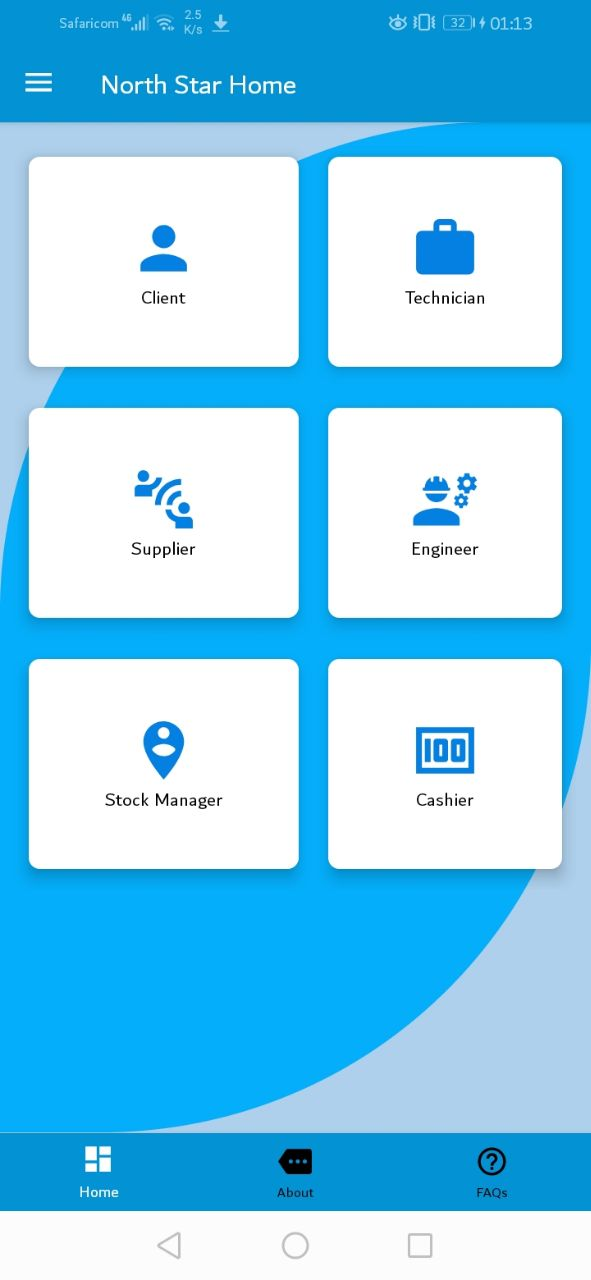 Safaricom 4G 2.5 K/s 32 01:13
North Star Home
Client Technician
Supplier Engineer
100
Stock Manager Cashier
Home About FAQs